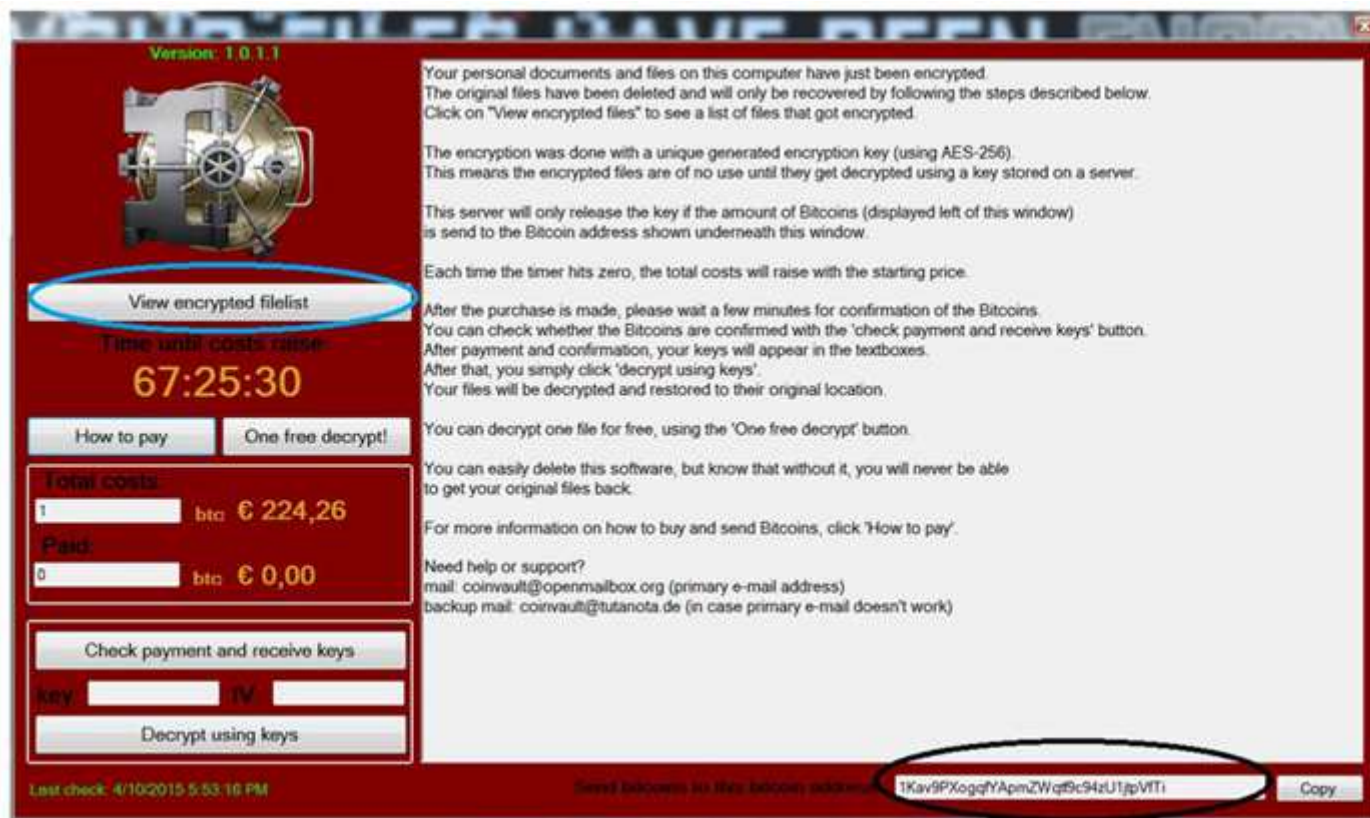 YOUR FILES HAVE BEEN
Version: 1.0.1.1
View encrypted filelist
Time until costs raise:
67:25:30
How to pay
One free decrypt!
Total costs:
1 btc € 224,26
Paid:
0 btc € 0,00
Check payment and receive keys
key: IV:
Decrypt using keys
Last check: 4/10/2015 5:53:16 PM
Your personal documents and files on this computer have just been encrypted.
The original files have been deleted and will only be recovered by following the steps described below.
Click on "View encrypted files" to see a list of files that got encrypted.
The encryption was done with a unique generated encryption key (using AES-256).
This means the encrypted files are of no use until they get decrypted using a key stored on a server.
This server will only release the key if the amount of Bitcoins (displayed left of this window)
is send to the Bitcoin address shown underneath this window.
Each time the timer hits zero, the total costs will raise with the starting price.
After the purchase is made, please wait a few minutes for confirmation of the Bitcoins.
You can check whether the Bitcoins are confirmed with the 'check payment and receive keys' button.
After payment and confirmation, your keys will appear in the textboxes.
After that, you simply click 'decrypt using keys'.
Your files will be decrypted and restored to their original location.
You can decrypt one file for free, using the 'One free decrypt' button.
You can easily delete this software, but know that without it, you will never be able
to get your original files back.
For more information on how to buy and send Bitcoins, click 'How to pay'.
Need help or support?
mail: coinvault@openmailbox.org (primary e-mail address)
backup mail: coinvault@tutanota.de (in case primary e-mail doesn't work)
Send bitcoins to this bitcoin address:
Copy